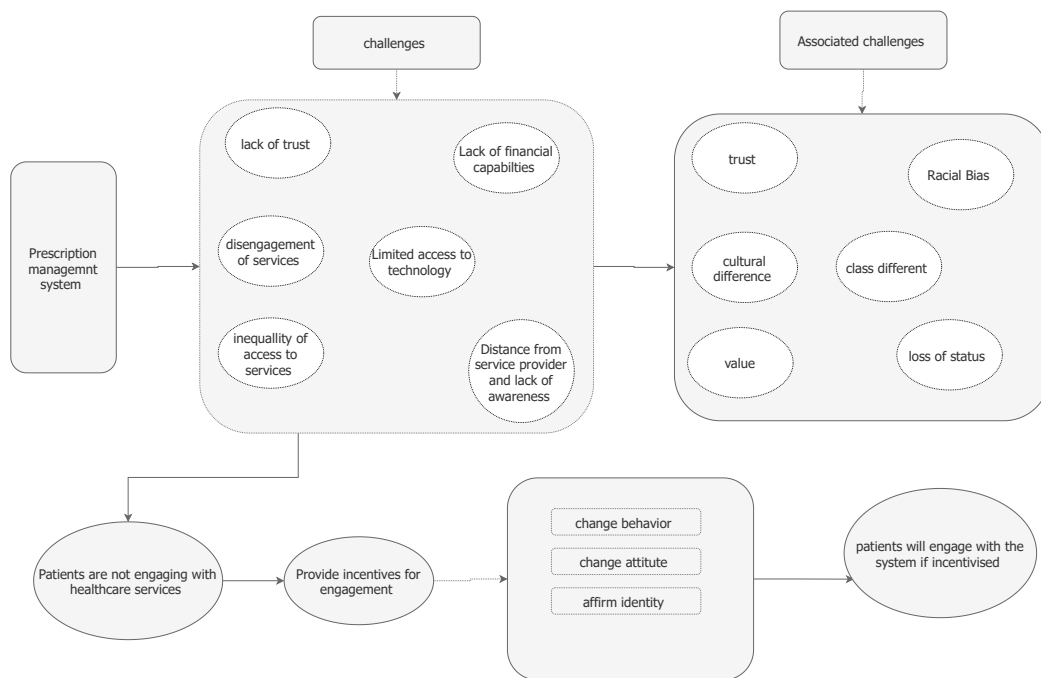 challenges
Associated challenges
lack of trust
Lack of financial
capabilties
trust
Racial Bias
Prescription
managemnt
system
disengagement
of services
Limited access to
technology
cultural
difference
class different
inequallity of
access to
services
Distance from
service provider
and lack of
awareness
value
loss of status
Patients are not engaging with
healthcare services
Provide incentives for
engagement
change behavior
change attitute
affirm identity
patients will engage with the
system if incentivised